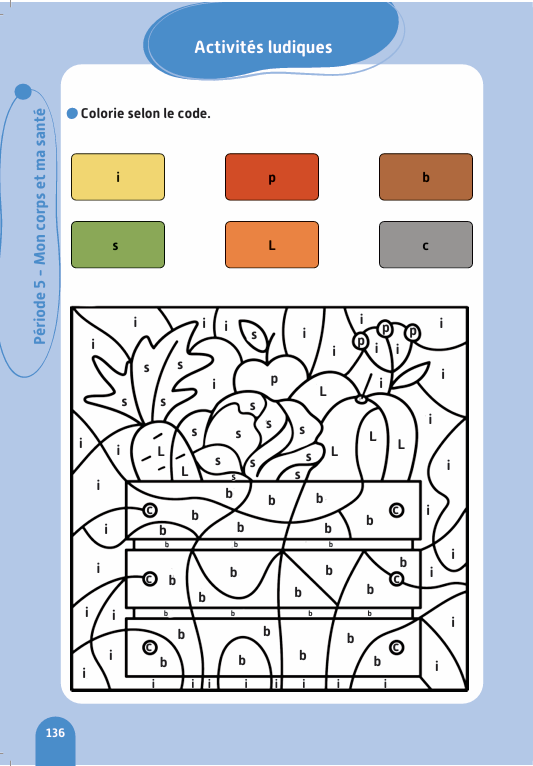 Activités ludiques
Période 5 - Mon corps et ma santé
Colorie selon le code.
i p b
s L c
i i i i i i i
i s i p p p i
i s s i i i
s s i p L i i
s s s s s L L L i
i i L s s L
L s s s s i
i b b b i
c b b c
i b b b b
b b b
i c b b b b c i
b b b
i i b b b b
i b b b i
c b b b b c i
i i i i i i i i i
136